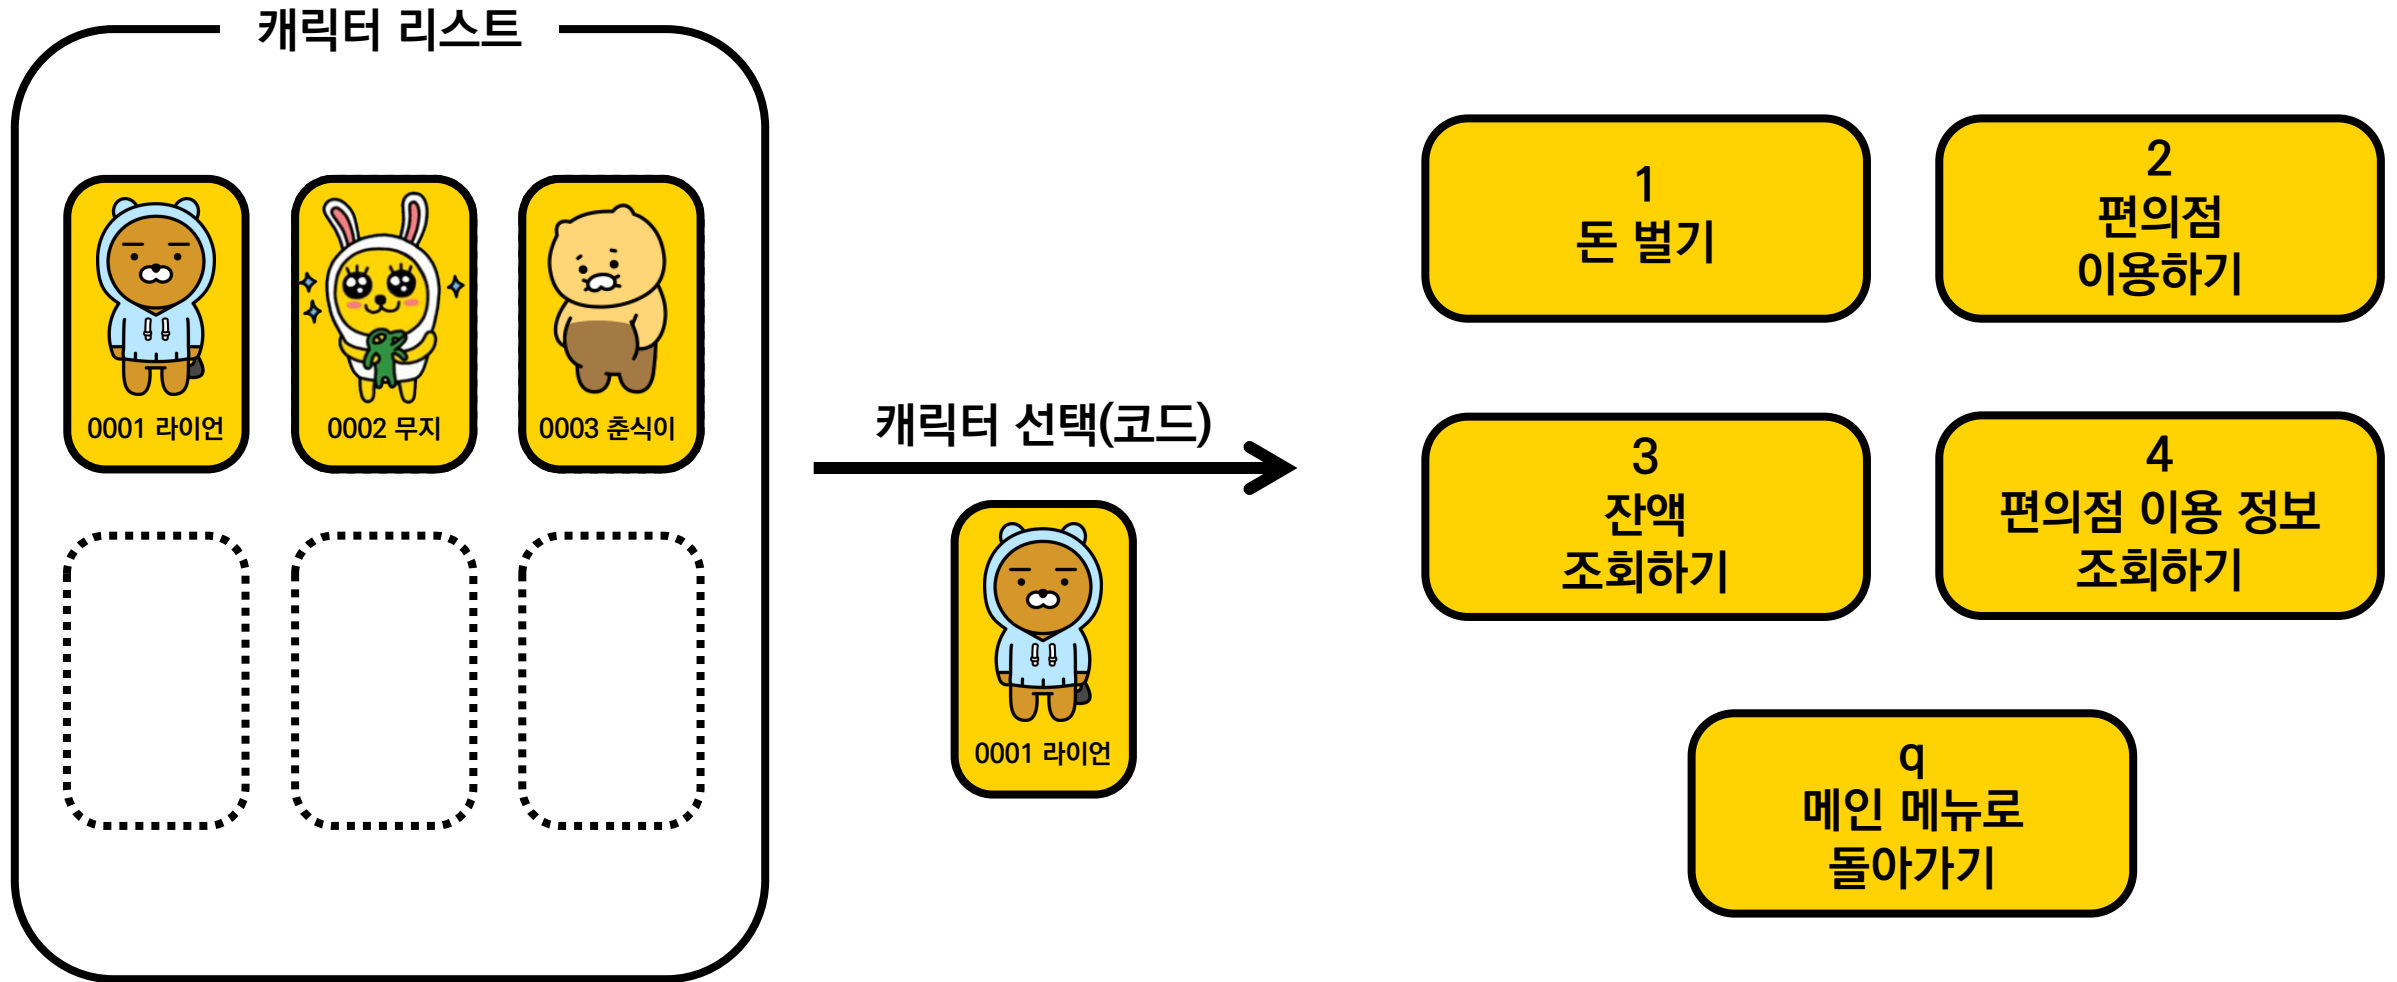 캐릭터 리스트
0001 라이언
0002 무지
0003 춘식이
캐릭터 선택(코드)
0001 라이언
1
돈 벌기
2
편의점
이용하기
3
잔액
조회하기
4
편의점 이용 정보
조회하기
q
메인 메뉴로
돌아가기